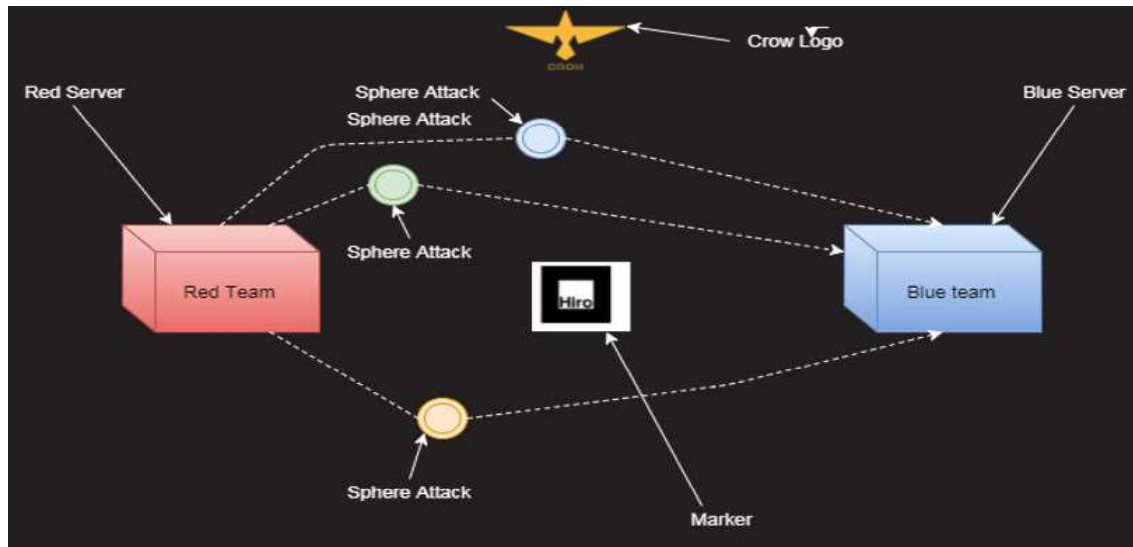 Crow Logo
CROW
Red Server
Sphere Attack
Blue Server
Sphere Attack
Sphere Attack
Red Team
Hiro
Blue team
Sphere Attack
Marker